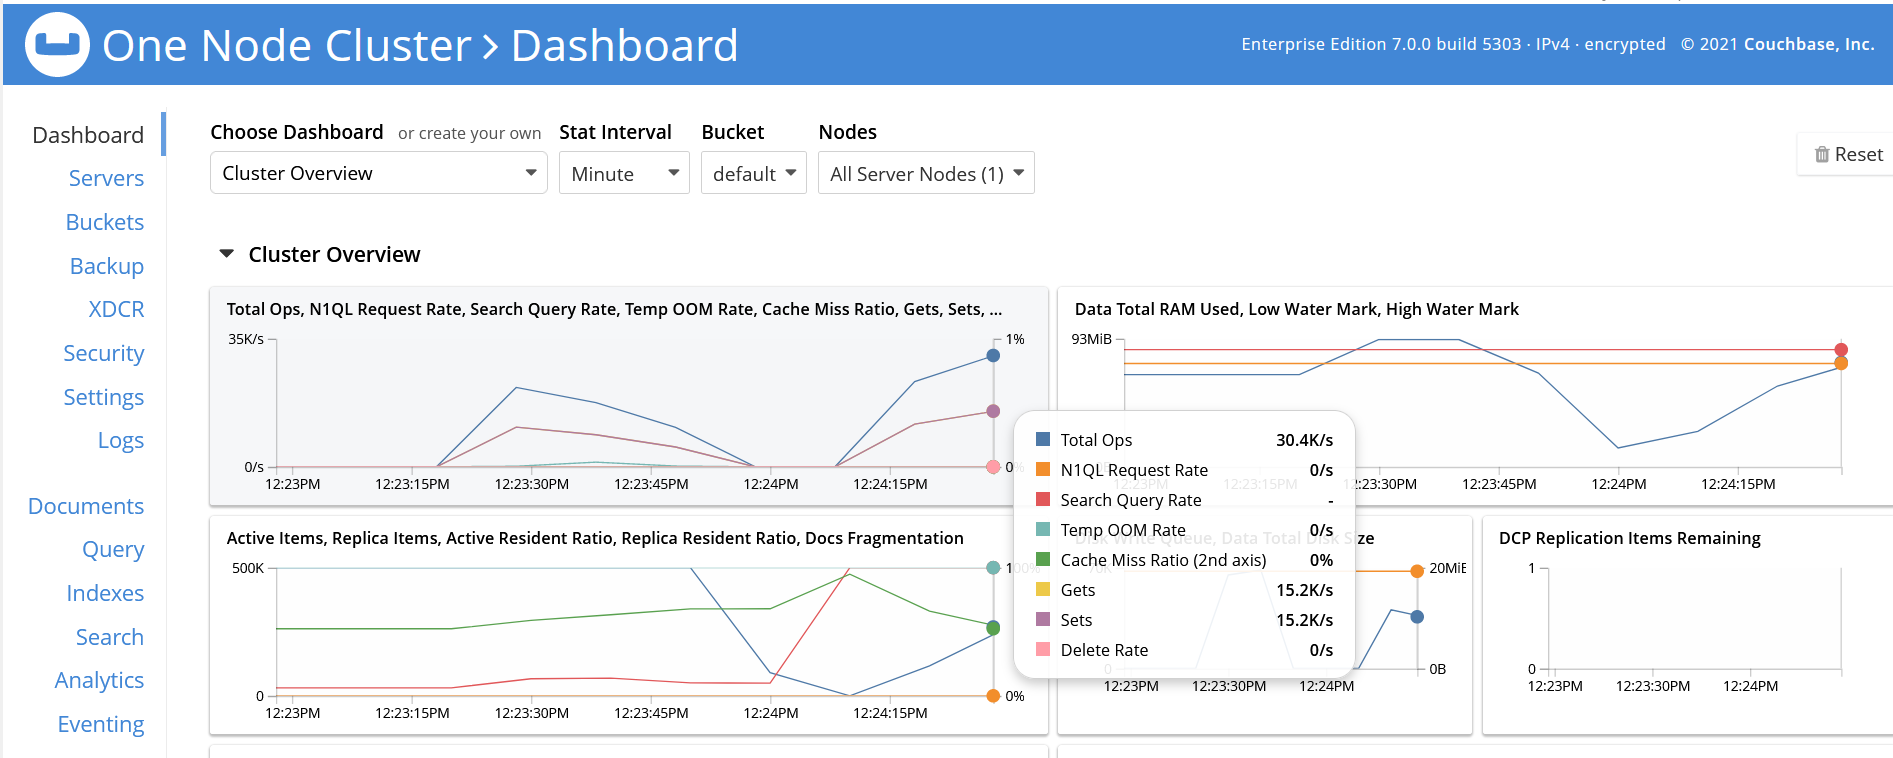 One Node Cluster > Dashboard
Enterprise Edition 7.0.0 build 5303 · IPv4 · encrypted © 2021 Couchbase, Inc.
Dashboard
Servers
Buckets
Backup
XDCR
Security
Settings
Logs
Documents
Query
Indexes
Search
Analytics
Eventing
Choose Dashboard or create your own
Cluster Overview
Stat Interval
Minute
Bucket
default
Nodes
All Server Nodes (1)
Reset
Cluster Overview
Total Ops, N1QL Request Rate, Search Query Rate, Temp OOM Rate, Cache Miss Ratio, Gets, Sets, ...
35K/s
1%
0/s
0%
12:23PM 12:23:15PM 12:23:30PM 12:23:45PM 12:24PM 12:24:15PM
Data Total RAM Used, Low Water Mark, High Water Mark
93MiB
12:23PM 12:23:15PM 12:23:30PM 12:23:45PM 12:24PM 12:24:15PM
Total Ops 30.4K/s
N1QL Request Rate 0/s
Search Query Rate -
Temp OOM Rate 0/s
Cache Miss Ratio (2nd axis) 0%
Gets 15.2K/s
Sets 15.2K/s
Delete Rate 0/s
Active Items, Replica Items, Active Resident Ratio, Replica Resident Ratio, Docs Fragmentation
500K
100%
0
0%
12:23PM 12:23:15PM 12:23:30PM 12:23:45PM 12:24PM 12:24:15PM
Disk Write Queue, Data Total Disk Size
20MiB
0
0B
12:23PM 12:23:30PM 12:24PM
DCP Replication Items Remaining
1
0
12:23PM 12:23:30PM 12:24PM